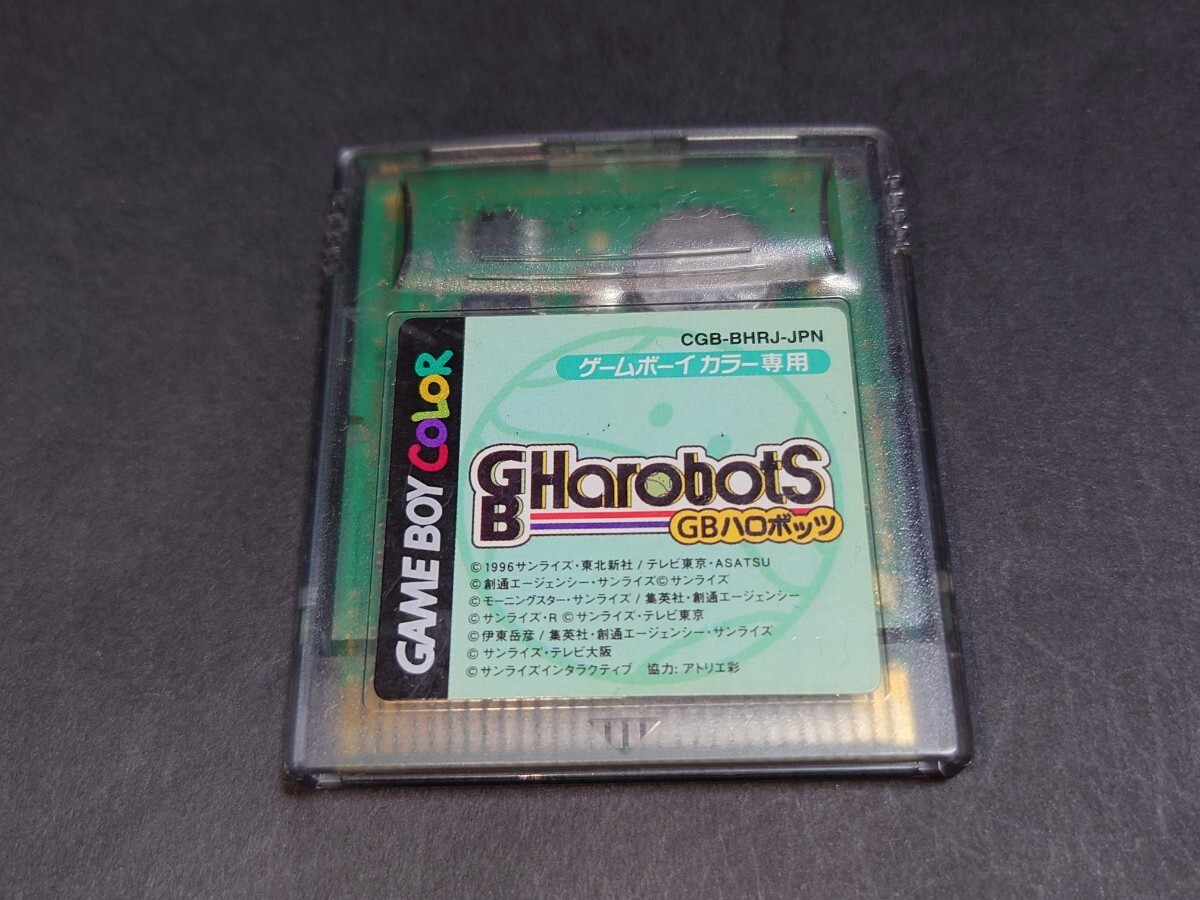 CGB-BHRJ-JPN
ゲームボーイカラー専用
GAME BOY COLOR
GB HarobotS
GBハロボッツ
©1996サンライズ・東北新社/テレビ東京・ASATSU
©創通エージェンシー・サンライズ©サンライズ
©モーニングスター・サンライズ/集英社・創通エージェンシー
©サンライズ・R ©サンライズ・テレビ東京
©伊東岳彦/集英社・創通エージェンシー・サンライズ
© サンライズ・テレビ大阪
©サンライズインタラクティブ 協力:アトリエ彩